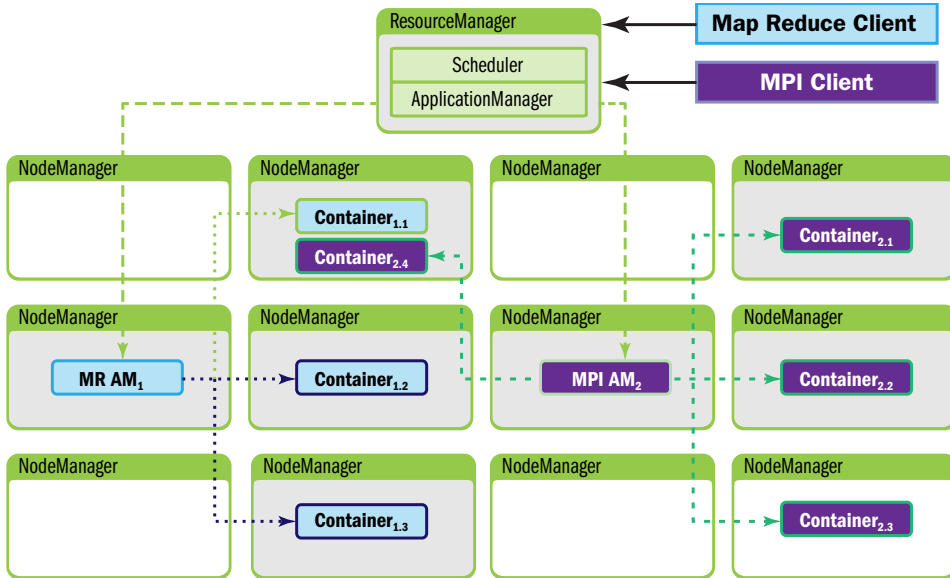 ResourceManager
Map Reduce Client
Scheduler
MPI Client
ApplicationManager
NodeManager
NodeManager
NodeManager
NodeManager
Container1.1
Container2.4
Container2.1
NodeManager
NodeManager
NodeManager
NodeManager
MR AM1
Container1.2
MPI AM2
Container2.2
NodeManager
NodeManager
NodeManager
NodeManager
Container1.3
Container2.3